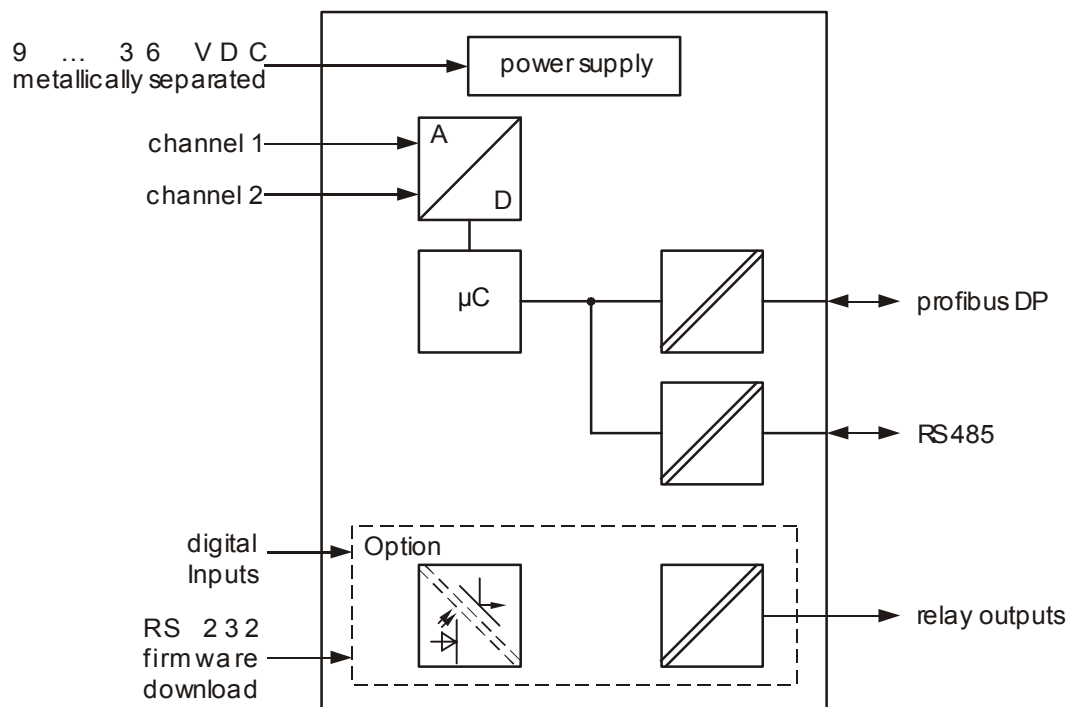 9 ... 36 VDC
metallically separated
power supply
channel 1
A
channel 2
D
µC
profibus DP
RS485
digital
Inputs
Option
relay outputs
RS 232
firmware
download